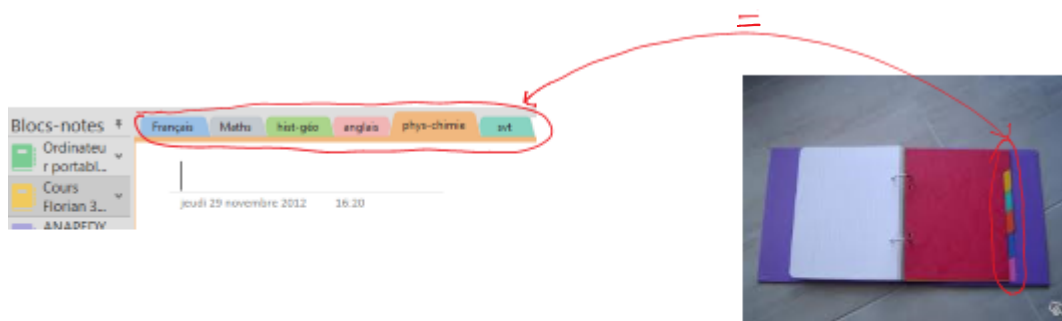 =
Blocs-notes
Français Maths hist-géo anglais phys-chimie svt
Ordinateu
r portabl...
Cours
Florian 3...
jeudi 29 novembre 2012 16:20
ANAPEDY